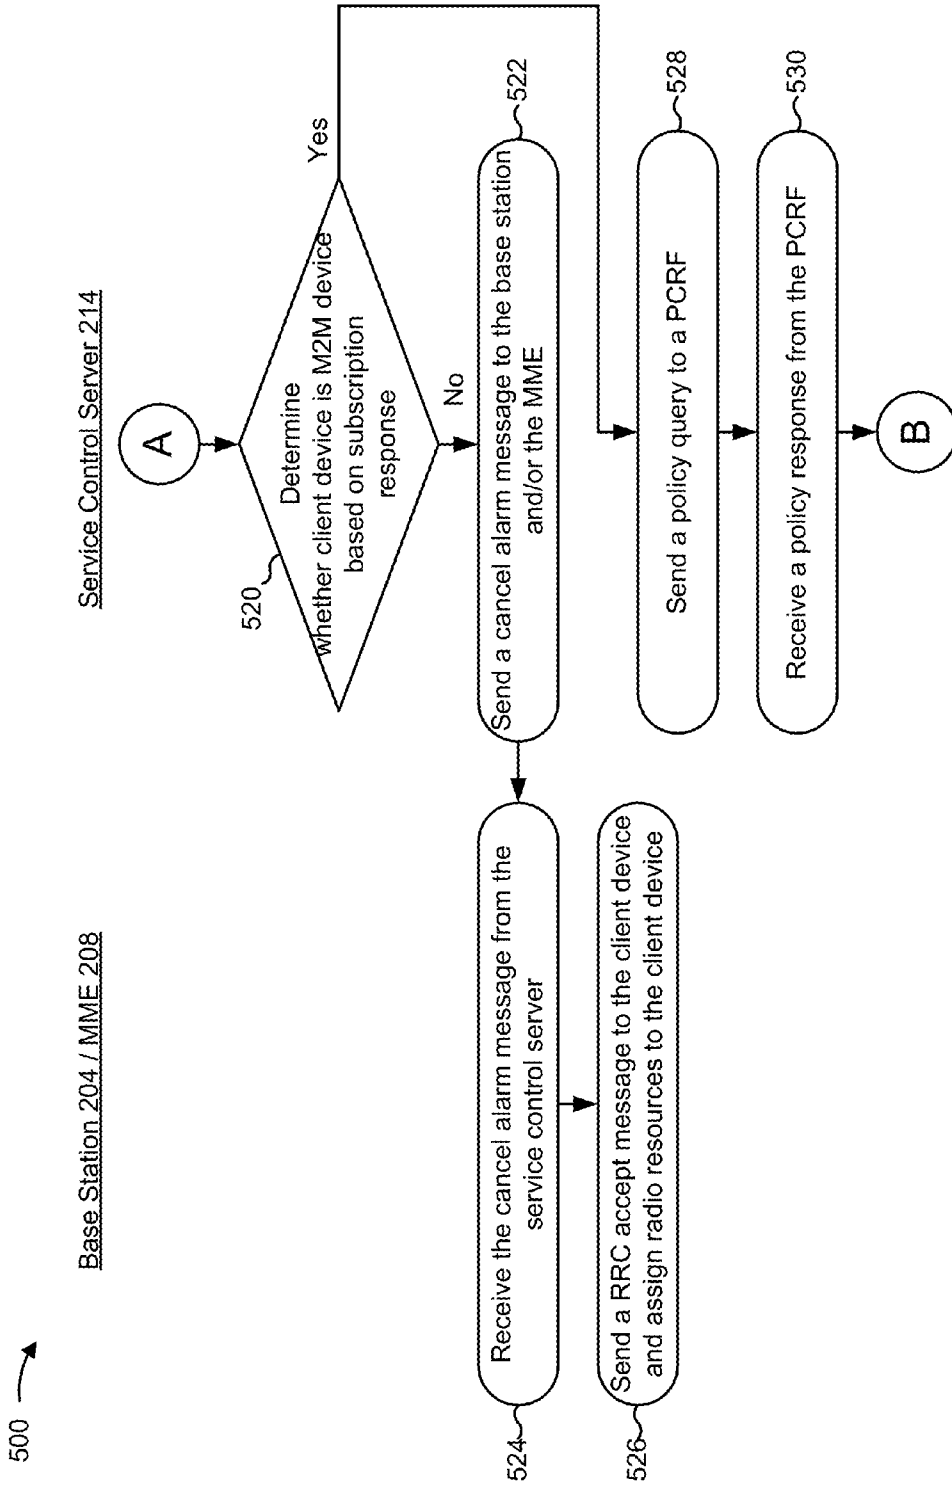 500
Base Station 204 / MME 208
Service Control Server 214
A
520
Determine
whether client device is M2M device
based on subscription
response
Yes
No
522
Send a cancel alarm message to the base station
and/or the MME
524
Receive the cancel alarm message from the
service control server
526
Send a RRC accept message to the client device
and assign radio resources to the client device
528
Send a policy query to a PCRF
530
Receive a policy response from the PCRF
B